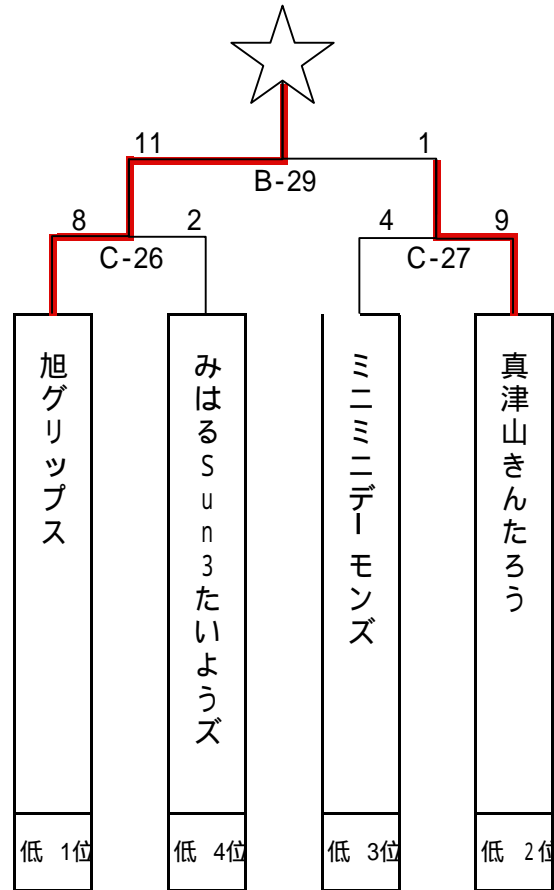 11 1
B-29
8 2 4 9
C-26 C-27
旭グリップス
みはるSun3たいようズ
ミニミニデーモンズ
真津山きんたろう
低 1位
低 4位
低 3位
低 2位